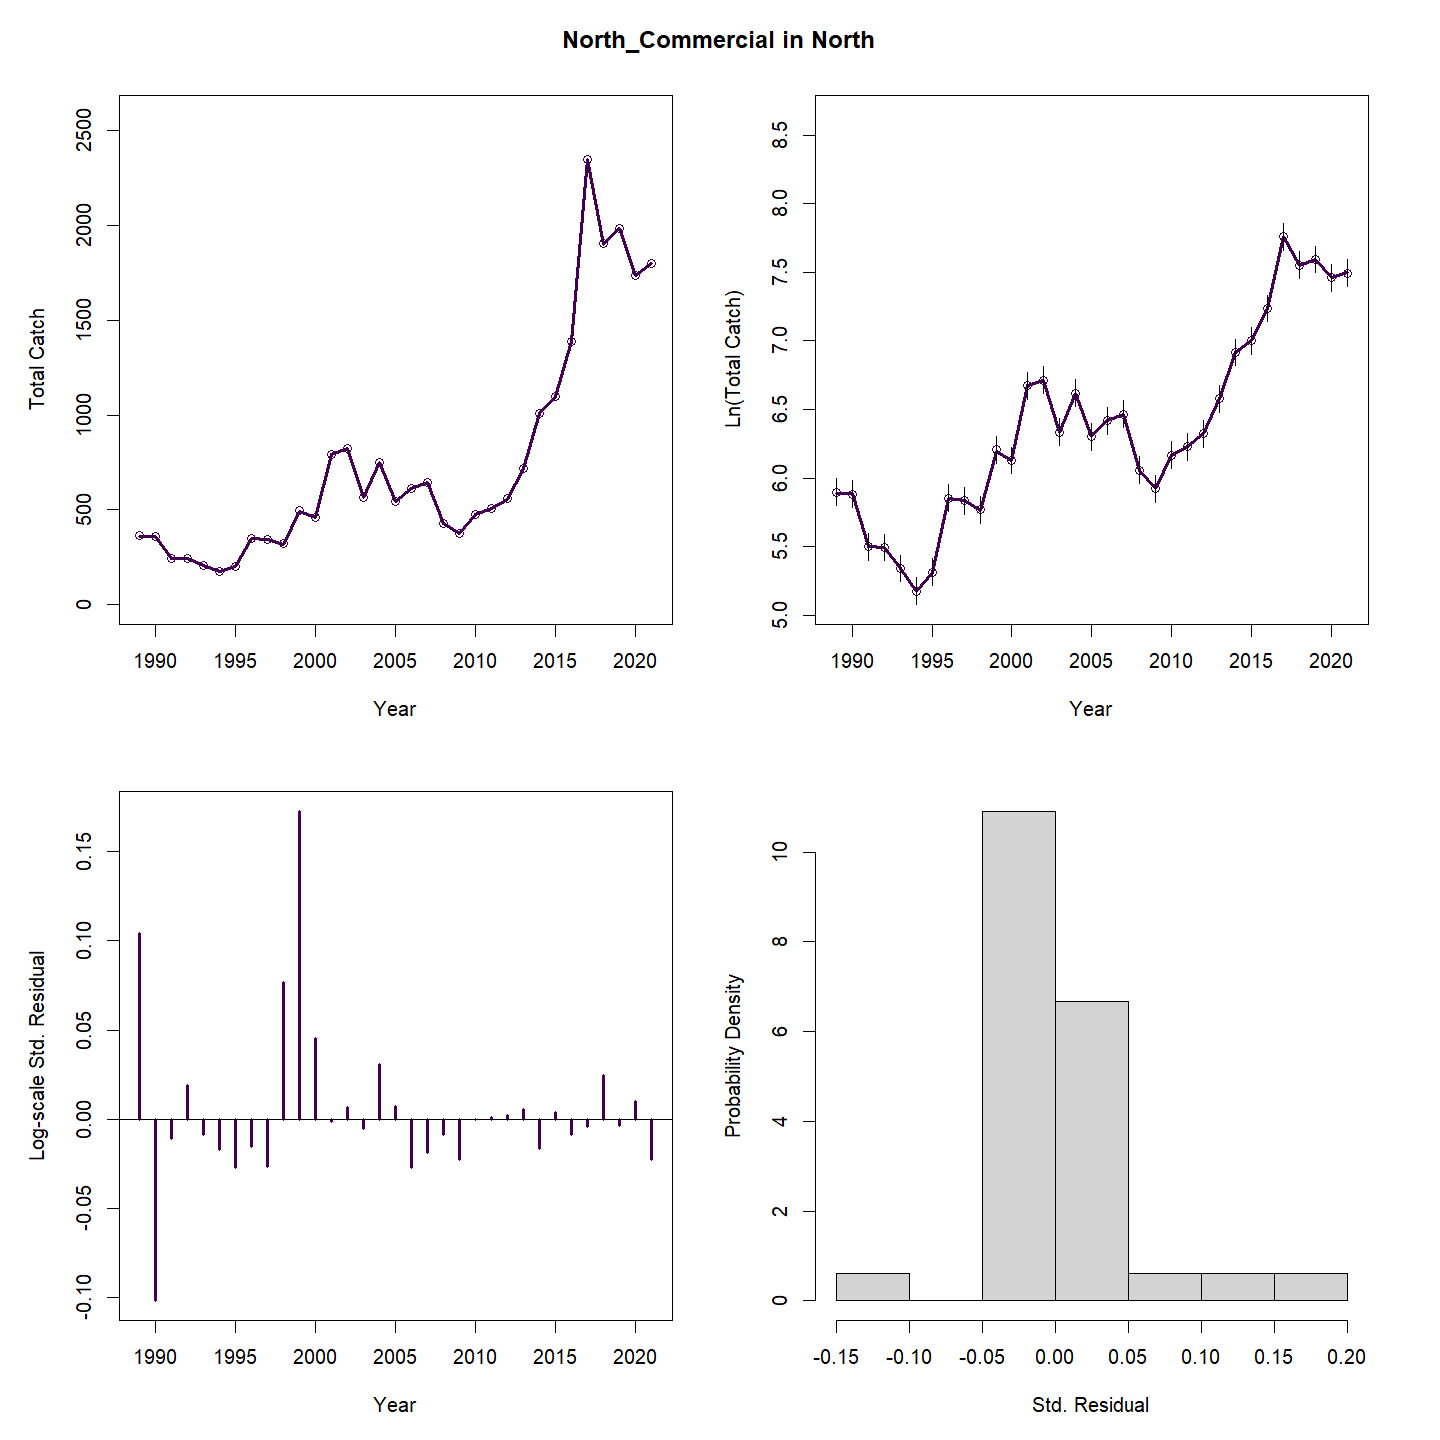 North_Commercial in North
Total Catch
2500
2000
1500
1000
500
0
1990 1995 2000 2005 2010 2015 2020
Year
Ln(Total Catch)
8.5
8.0
7.5
7.0
6.5
6.0
5.5
5.0
1990 1995 2000 2005 2010 2015 2020
Year
Log-scale Std. Residual
0.15
0.10
0.05
0.00
-0.05
-0.10
1990 1995 2000 2005 2010 2015 2020
Year
Probability Density
10
8
6
4
2
0
-0.15 -0.10 -0.05 0.00 0.05 0.10 0.15 0.20
Std. Residual